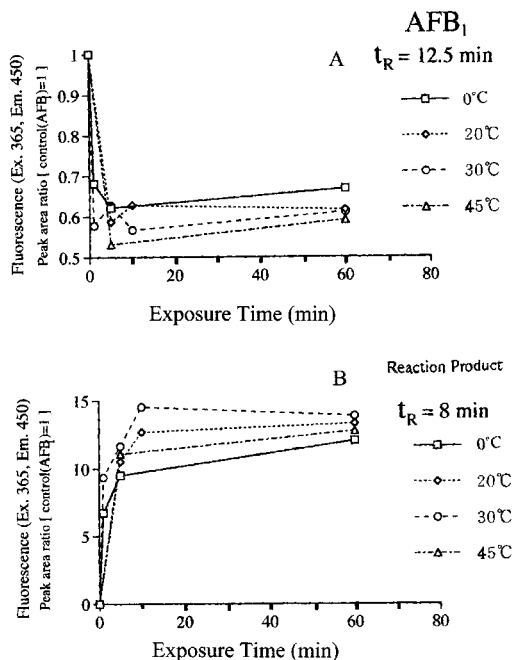 AFB1
A
tR = 12.5 min
1
0.9
0.8
0.7
0.6
0.5
0 20 40 60 80
Fluorescence (Ex. 365, Em. 450)
Peak area ratio [ control(AFB1)=1 ]
Exposure Time (min)
0℃
20℃
30℃
45℃
B
Reaction Product
tR = 8 min
15
10
5
0
0 20 40 60 80
Fluorescence (Ex. 365, Em. 450)
Peak area ratio [ control(AFB1)=1 ]
Exposure Time (min)
0℃
20℃
30℃
45℃